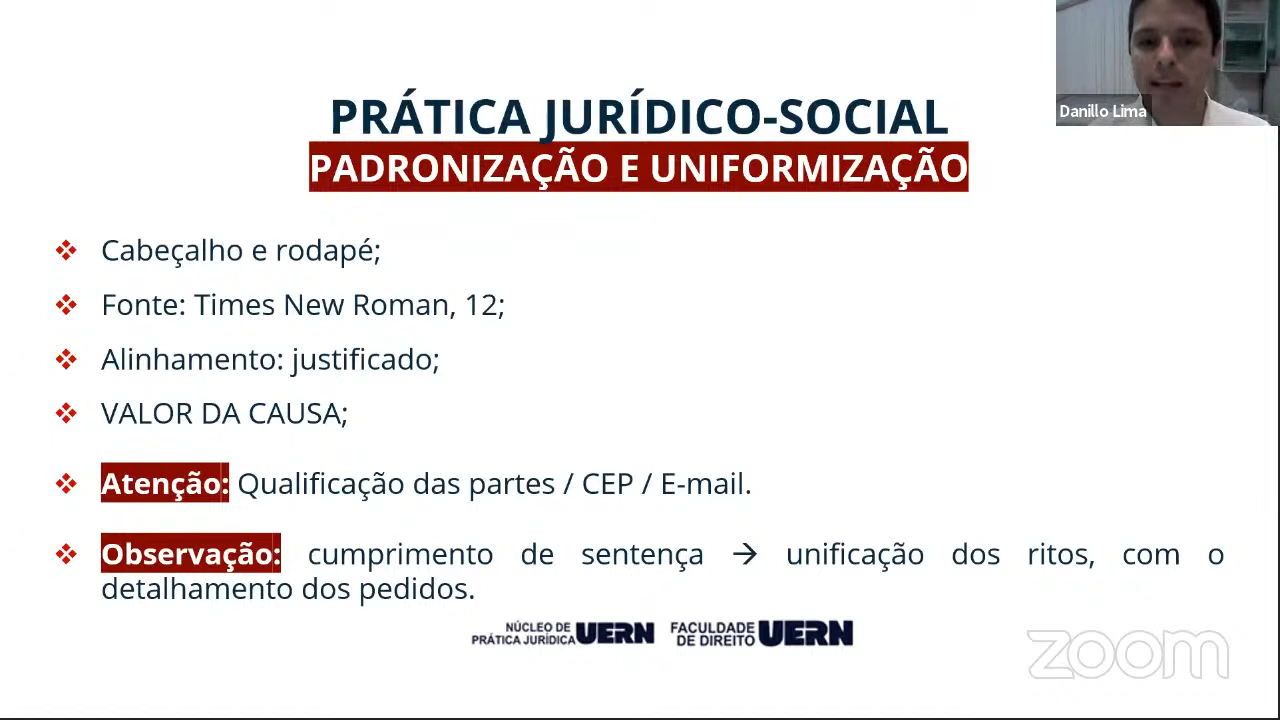 PRÁTICA JURÍDICO-SOCIAL
PADRONIZAÇÃO E UNIFORMIZAÇÃO
Danillo Lima
Cabeçalho e rodapé;
Fonte: Times New Roman, 12;
Alinhamento: justificado;
VALOR DA CAUSA;
Atenção: Qualificação das partes / CEP / E-mail.
Observação: cumprimento de sentença → unificação dos ritos, com o
detalhamento dos pedidos.
NÚCLEO DE
PRÁTICA JURÍDICA UERN
FACULDADE
DE DIREITO UERN
zoom